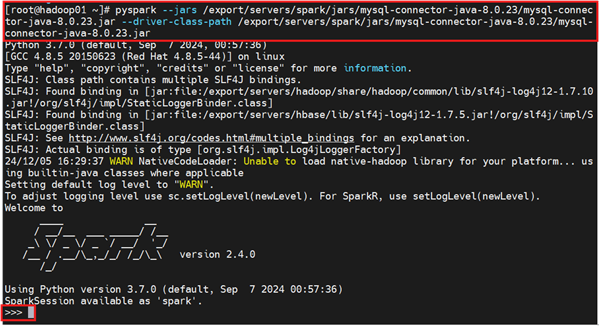 [root@hadoop01 ~]# pyspark --jars /export/servers/spark/jars/mysql-connector-java-8.0.23/mysql-connec
tor-java-8.0.23.jar --driver-class-path /export/servers/spark/jars/mysql-connector-java-8.0.23/mysql-
connector-java-8.0.23.jar
Python 3.7.0 (default, Sep  7 2024, 00:57:36)
[GCC 4.8.5 20150623 (Red Hat 4.8.5-44)] on linux
Type "help", "copyright", "credits" or "license" for more information.
SLF4J: Class path contains multiple SLF4J bindings.
SLF4J: Found binding in [jar:file:/export/servers/hadoop/share/hadoop/common/lib/slf4j-log4j12-1.7.10
.jar!/org/slf4j/impl/StaticLoggerBinder.class]
SLF4J: Found binding in [jar:file:/export/servers/hbase/lib/slf4j-log4j12-1.7.5.jar!/org/slf4j/impl/S
taticLoggerBinder.class]
SLF4J: See http://www.slf4j.org/codes.html#multiple_bindings for an explanation.
SLF4J: Actual binding is of type [org.slf4j.impl.Log4jLoggerFactory]
24/12/05 16:29:37 WARN NativeCodeLoader: Unable to load native-hadoop library for your platform... us
ing builtin-java classes where applicable
Setting default log level to "WARN".
To adjust logging level use sc.setLogLevel(newLevel). For SparkR, use setLogLevel(newLevel).
Welcome to
Spark version 2.4.0
Using Python version 3.7.0 (default, Sep  7 2024 00:57:36)
SparkSession available as 'spark'.
>>>